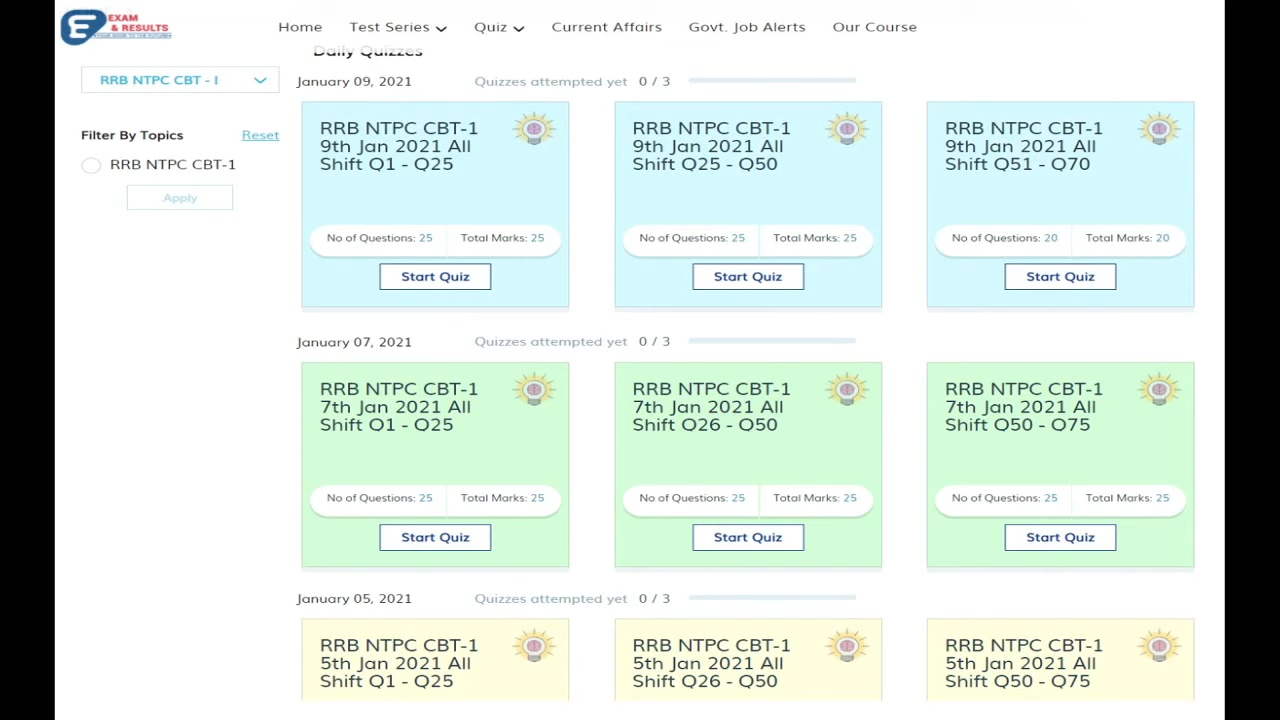 EXAM
& RESULTS
Home Test Series Quiz Current Affairs Govt. Job Alerts Our Course
Daily Quizzes
RRB NTPC CBT - I
Filter By Topics Reset
RRB NTPC CBT-1
Apply
January 09, 2021 Quizzes attempted yet 0 / 3
RRB NTPC CBT-1
9th Jan 2021 All
Shift Q1 - Q25
No of Questions: 25 Total Marks: 25
Start Quiz
RRB NTPC CBT-1
9th Jan 2021 All
Shift Q25 - Q50
No of Questions: 25 Total Marks: 25
Start Quiz
RRB NTPC CBT-1
9th Jan 2021 All
Shift Q51 - Q70
No of Questions: 20 Total Marks: 20
Start Quiz
January 07, 2021 Quizzes attempted yet 0 / 3
RRB NTPC CBT-1
7th Jan 2021 All
Shift Q1 - Q25
No of Questions: 25 Total Marks: 25
Start Quiz
RRB NTPC CBT-1
7th Jan 2021 All
Shift Q26 - Q50
No of Questions: 25 Total Marks: 25
Start Quiz
RRB NTPC CBT-1
7th Jan 2021 All
Shift Q50 - Q75
No of Questions: 25 Total Marks: 25
Start Quiz
January 05, 2021 Quizzes attempted yet 0 / 3
RRB NTPC CBT-1
5th Jan 2021 All
Shift Q1 - Q25
RRB NTPC CBT-1
5th Jan 2021 All
Shift Q26 - Q50
RRB NTPC CBT-1
5th Jan 2021 All
Shift Q50 - Q75